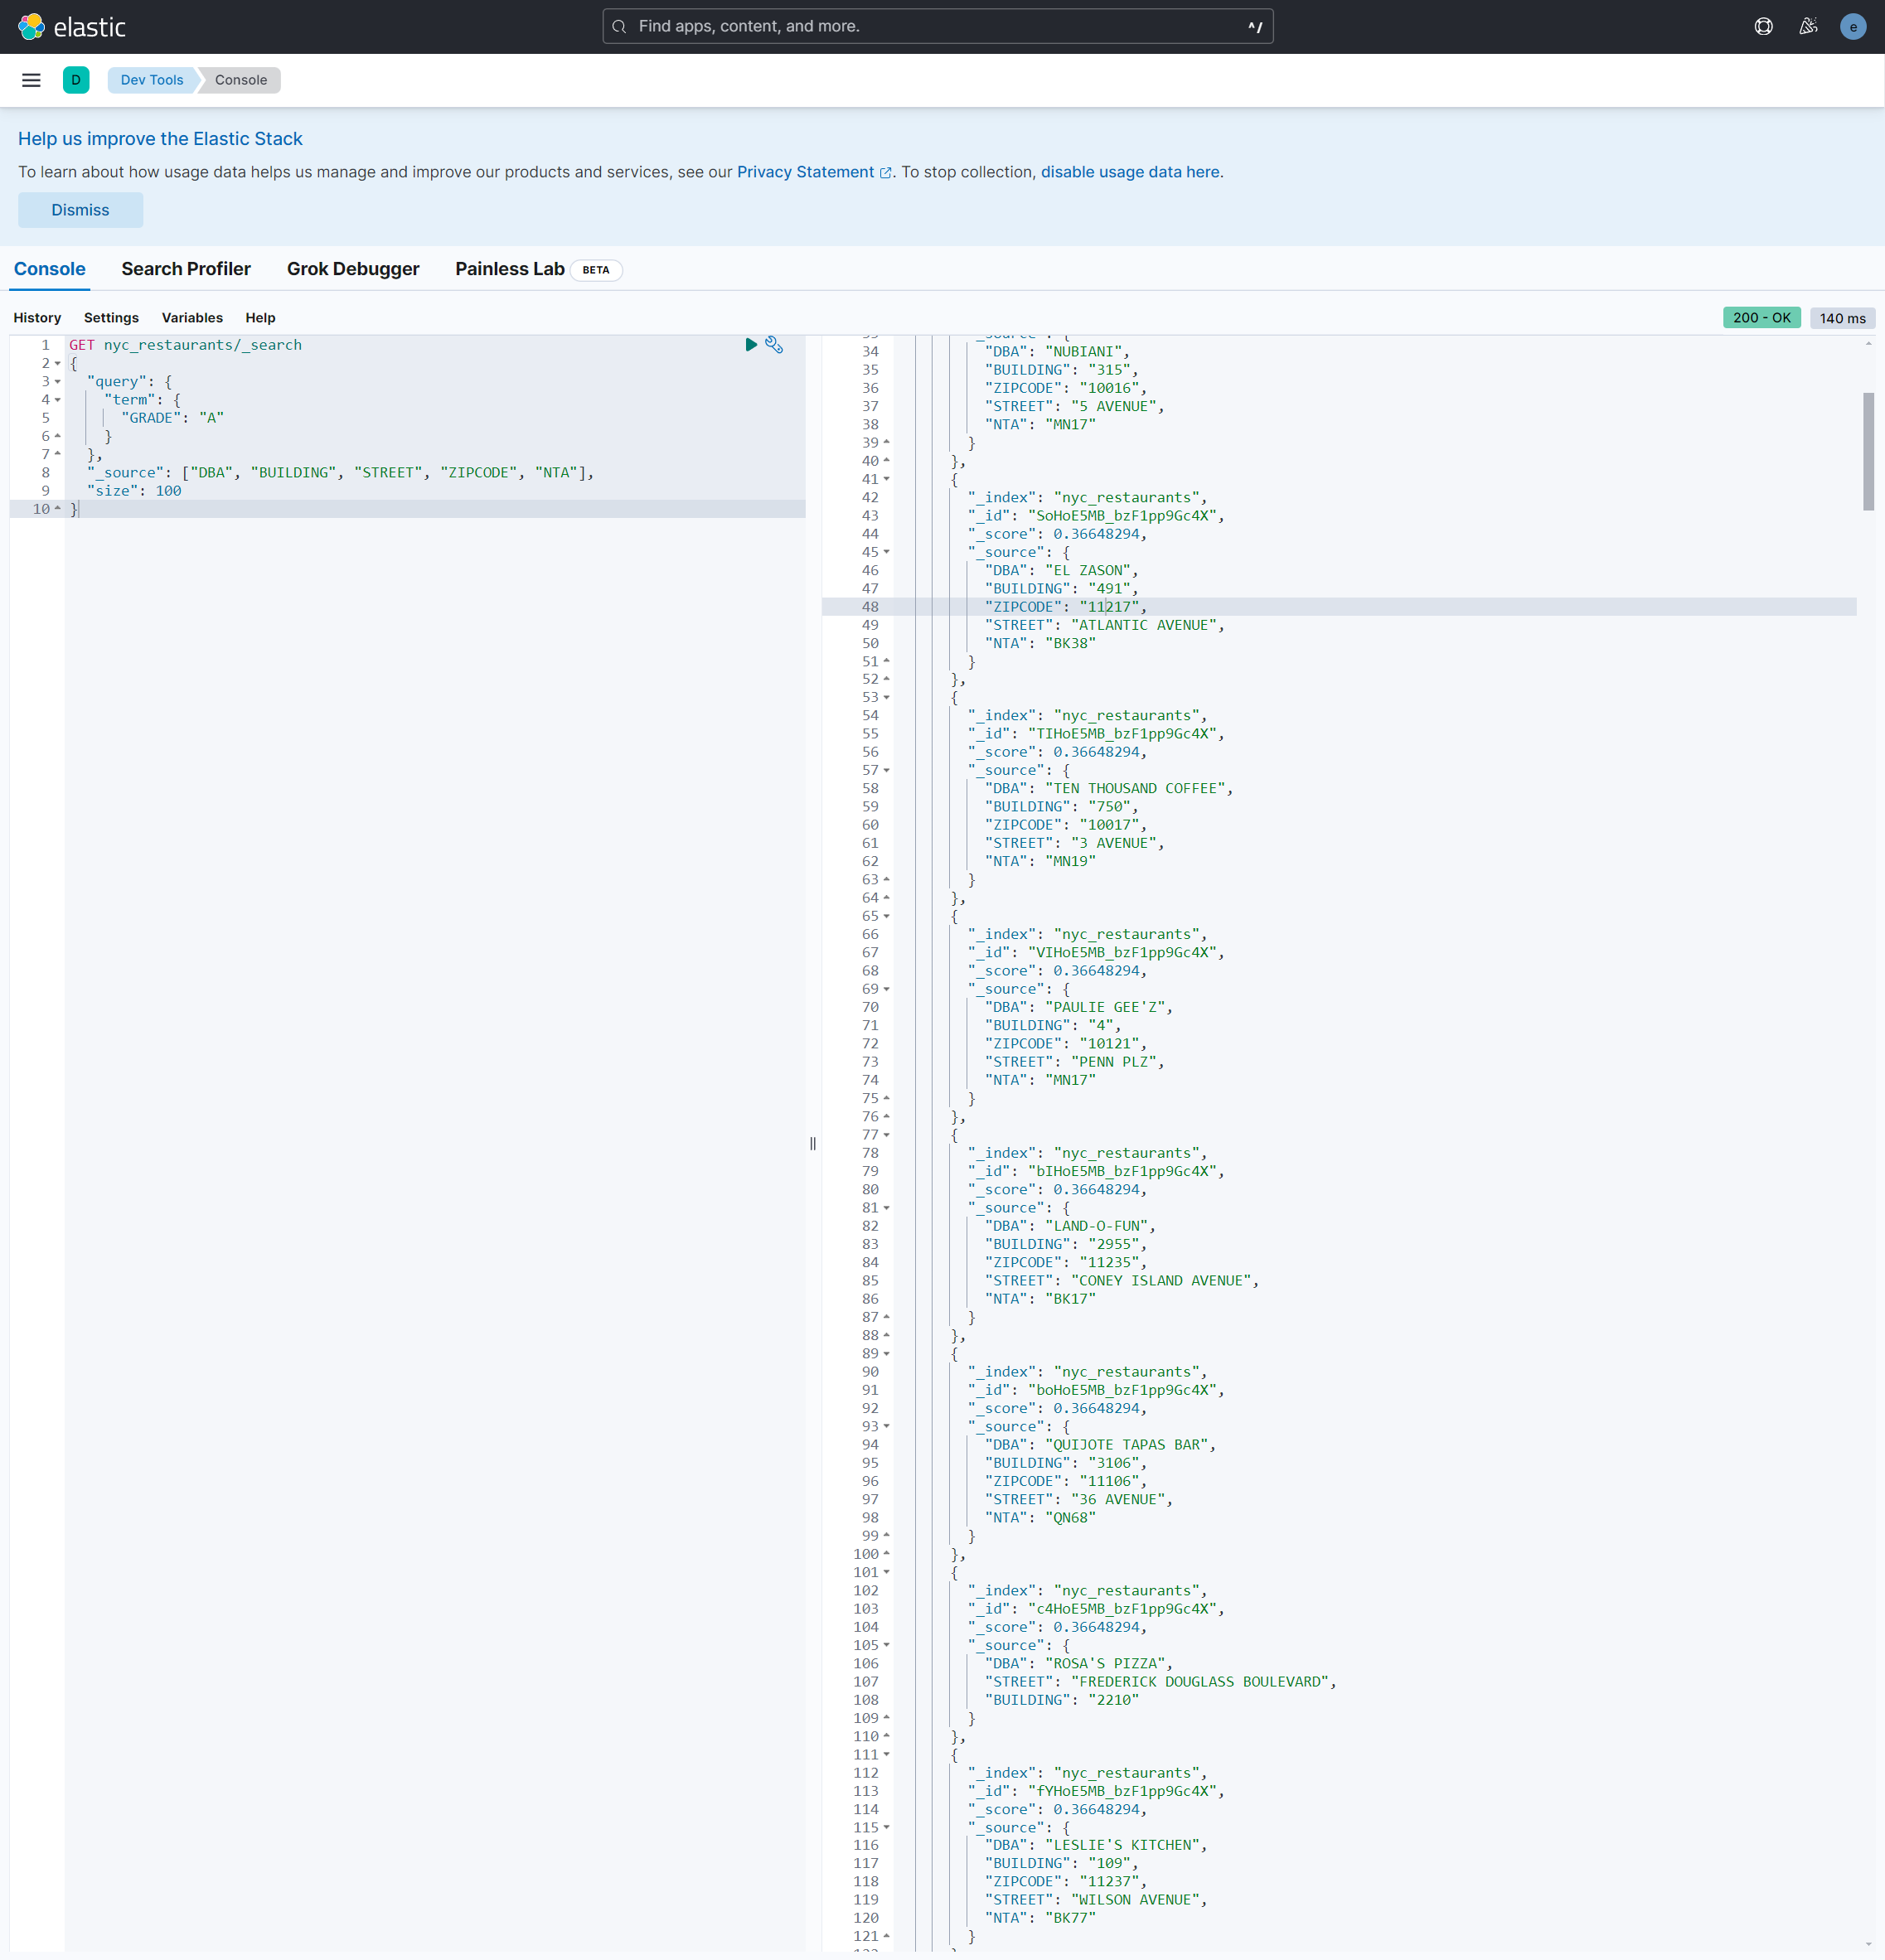 elastic
Find apps, content, and more.
^/
e
D
Dev Tools
Console
Help us improve the Elastic Stack
To learn about how usage data helps us manage and improve our products and services, see our Privacy Statement. To stop collection, disable usage data here.
Dismiss
Console Search Profiler Grok Debugger Painless Lab BETA
History Settings Variables Help
200 - OK 140 ms
1 GET nyc_restaurants/_search
2 {
3 "query": {
4 "term": {
5 "GRADE": "A"
6 }
7 },
8 "_source": ["DBA", "BUILDING", "STREET", "ZIPCODE", "NTA"],
9 "size": 100
10 }
34 "DBA": "NUBIANI",
35 "BUILDING": "315",
36 "ZIPCODE": "10016",
37 "STREET": "5 AVENUE",
38 "NTA": "MN17"
39 }
40 },
41 {
42 "_index": "nyc_restaurants",
43 "_id": "SoHoE5MB_bzF1pp9Gc4X",
44 "_score": 0.36648294,
45 "_source": {
46 "DBA": "EL ZASON",
47 "BUILDING": "491",
48 "ZIPCODE": "11217",
49 "STREET": "ATLANTIC AVENUE",
50 "NTA": "BK38"
51 }
52 },
53 {
54 "_index": "nyc_restaurants",
55 "_id": "TIHoE5MB_bzF1pp9Gc4X",
56 "_score": 0.36648294,
57 "_source": {
58 "DBA": "TEN THOUSAND COFFEE",
59 "BUILDING": "750",
60 "ZIPCODE": "10017",
61 "STREET": "3 AVENUE",
62 "NTA": "MN19"
63 }
64 },
65 {
66 "_index": "nyc_restaurants",
67 "_id": "VIHoE5MB_bzF1pp9Gc4X",
68 "_score": 0.36648294,
69 "_source": {
70 "DBA": "PAULIE GEE'Z",
71 "BUILDING": "4",
72 "ZIPCODE": "10121",
73 "STREET": "PENN PLZ",
74 "NTA": "MN17"
75 }
76 },
77 {
78 "_index": "nyc_restaurants",
79 "_id": "bIHoE5MB_bzF1pp9Gc4X",
80 "_score": 0.36648294,
81 "_source": {
82 "DBA": "LAND-O-FUN",
83 "BUILDING": "2955",
84 "ZIPCODE": "11235",
85 "STREET": "CONEY ISLAND AVENUE",
86 "NTA": "BK17"
87 }
88 },
89 {
90 "_index": "nyc_restaurants",
91 "_id": "boHoE5MB_bzF1pp9Gc4X",
92 "_score": 0.36648294,
93 "_source": {
94 "DBA": "QUIJOTE TAPAS BAR",
95 "BUILDING": "3106",
96 "ZIPCODE": "11106",
97 "STREET": "36 AVENUE",
98 "NTA": "QN68"
99 }
100 },
101 {
102 "_index": "nyc_restaurants",
103 "_id": "c4HoE5MB_bzF1pp9Gc4X",
104 "_score": 0.36648294,
105 "_source": {
106 "DBA": "ROSA'S PIZZA",
107 "STREET": "FREDERICK DOUGLASS BOULEVARD",
108 "BUILDING": "2210"
109 }
110 },
111 {
112 "_index": "nyc_restaurants",
113 "_id": "fYHoE5MB_bzF1pp9Gc4X",
114 "_score": 0.36648294,
115 "_source": {
116 "DBA": "LESLIE'S KITCHEN",
117 "BUILDING": "109",
118 "ZIPCODE": "11237",
119 "STREET": "WILSON AVENUE",
120 "NTA": "BK77"
121 }